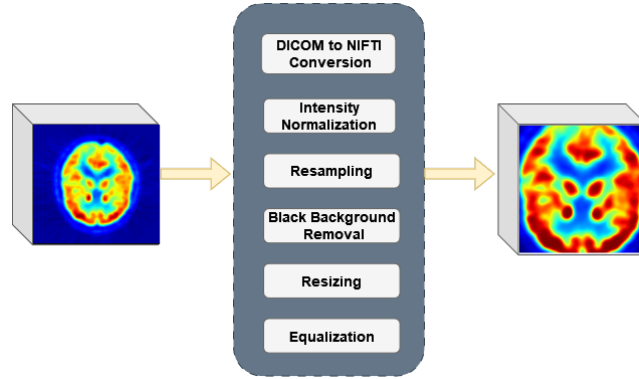 DICOM to NIFTI
Conversion
Intensity
Normalization
Resampling
Black Background
Removal
Resizing
Equalization